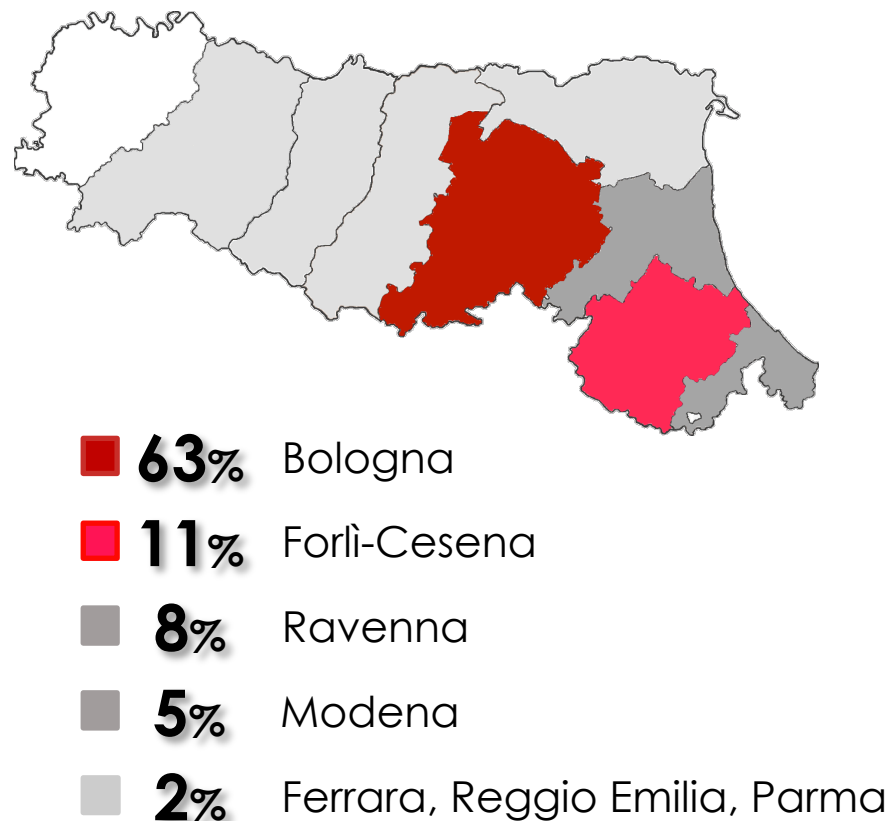 63% Bologna
11% Forlì-Cesena
8% Ravenna
5% Modena
2% Ferrara, Reggio Emilia, Parma